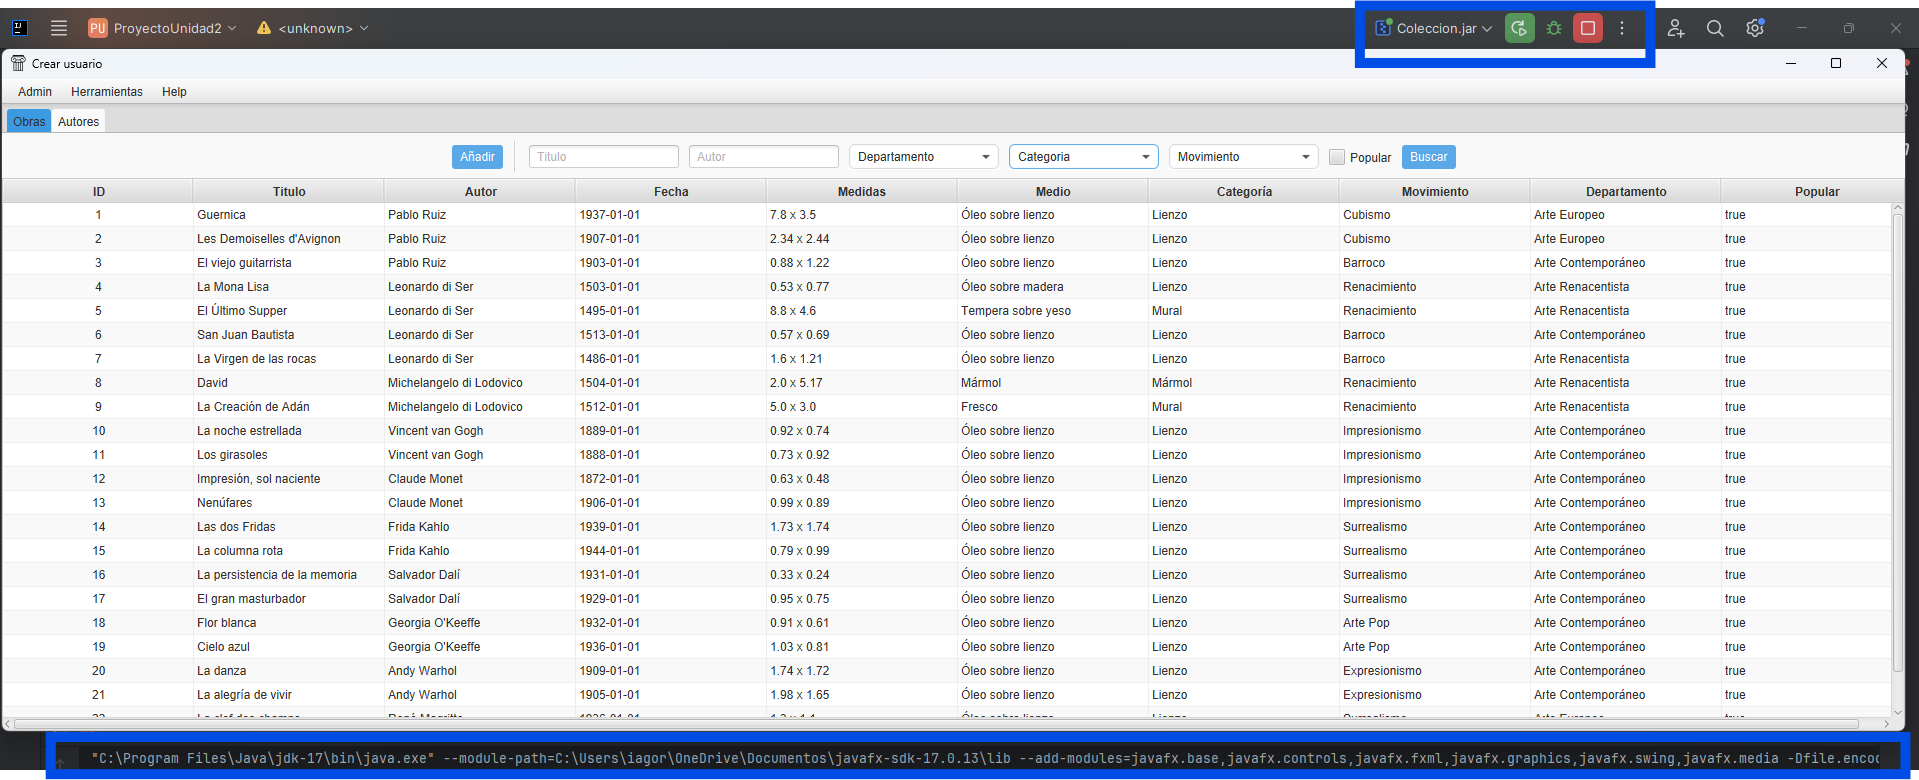 PU ProyectoUnidad2 <unknown> Coleccion.jar
Crear usuario
Admin Herramientas Help
Obras Autores
Añadir Titulo Autor Departamento Categoria Movimiento Popular Buscar
ID Titulo Autor Fecha Medidas Medio Categoría Movimiento Departamento Popular
1 Guernica Pablo Ruiz 1937-01-01 7.8 x 3.5 Óleo sobre lienzo Lienzo Cubismo Arte Europeo true
2 Les Demoiselles d'Avignon Pablo Ruiz 1907-01-01 2.34 x 2.44 Óleo sobre lienzo Lienzo Cubismo Arte Europeo true
3 El viejo guitarrista Pablo Ruiz 1903-01-01 0.88 x 1.22 Óleo sobre lienzo Lienzo Barroco Arte Contemporáneo true
4 La Mona Lisa Leonardo di Ser 1503-01-01 0.53 x 0.77 Óleo sobre madera Lienzo Renacimiento Arte Renacentista true
5 El Último Supper Leonardo di Ser 1495-01-01 8.8 x 4.6 Tempera sobre yeso Mural Renacimiento Arte Renacentista true
6 San Juan Bautista Leonardo di Ser 1513-01-01 0.57 x 0.69 Óleo sobre lienzo Lienzo Barroco Arte Contemporáneo true
7 La Virgen de las rocas Leonardo di Ser 1486-01-01 1.6 x 1.21 Óleo sobre lienzo Lienzo Barroco Arte Renacentista true
8 David Michelangelo di Lodovico 1504-01-01 2.0 x 5.17 Mármol Mármol Renacimiento Arte Renacentista true
9 La Creación de Adán Michelangelo di Lodovico 1512-01-01 5.0 x 3.0 Fresco Mural Renacimiento Arte Renacentista true
10 La noche estrellada Vincent van Gogh 1889-01-01 0.92 x 0.74 Óleo sobre lienzo Lienzo Impresionismo Arte Contemporáneo true
11 Los girasoles Vincent van Gogh 1888-01-01 0.73 x 0.92 Óleo sobre lienzo Lienzo Impresionismo Arte Contemporáneo true
12 Impresión, sol naciente Claude Monet 1872-01-01 0.63 x 0.48 Óleo sobre lienzo Lienzo Impresionismo Arte Contemporáneo true
13 Nenúfares Claude Monet 1906-01-01 0.99 x 0.89 Óleo sobre lienzo Lienzo Impresionismo Arte Contemporáneo true
14 Las dos Fridas Frida Kahlo 1939-01-01 1.73 x 1.74 Óleo sobre lienzo Lienzo Surrealismo Arte Contemporáneo true
15 La columna rota Frida Kahlo 1944-01-01 0.79 x 0.99 Óleo sobre lienzo Lienzo Surrealismo Arte Contemporáneo true
16 La persistencia de la memoria Salvador Dalí 1931-01-01 0.33 x 0.24 Óleo sobre lienzo Lienzo Surrealismo Arte Contemporáneo true
17 El gran masturbador Salvador Dalí 1929-01-01 0.95 x 0.75 Óleo sobre lienzo Lienzo Surrealismo Arte Contemporáneo true
18 Flor blanca Georgia O'Keeffe 1932-01-01 0.91 x 0.61 Óleo sobre lienzo Lienzo Arte Pop Arte Contemporáneo true
19 Cielo azul Georgia O'Keeffe 1936-01-01 1.03 x 0.81 Óleo sobre lienzo Lienzo Arte Pop Arte Contemporáneo true
20 La danza Andy Warhol 1909-01-01 1.74 x 1.72 Óleo sobre lienzo Lienzo Expresionismo Arte Contemporáneo true
21 La alegría de vivir Andy Warhol 1905-01-01 1.98 x 1.65 Óleo sobre lienzo Lienzo Expresionismo Arte Contemporáneo true
"C:\Program Files\Java\jdk-17\bin\java.exe" --module-path=C:\Users\iagor\OneDrive\Documentos\javafx-sdk-17.0.13\lib --add-modules=javafx.base,javafx.controls,javafx.fxml,javafx.graphics,javafx.swing,javafx.media -Dfile.encod